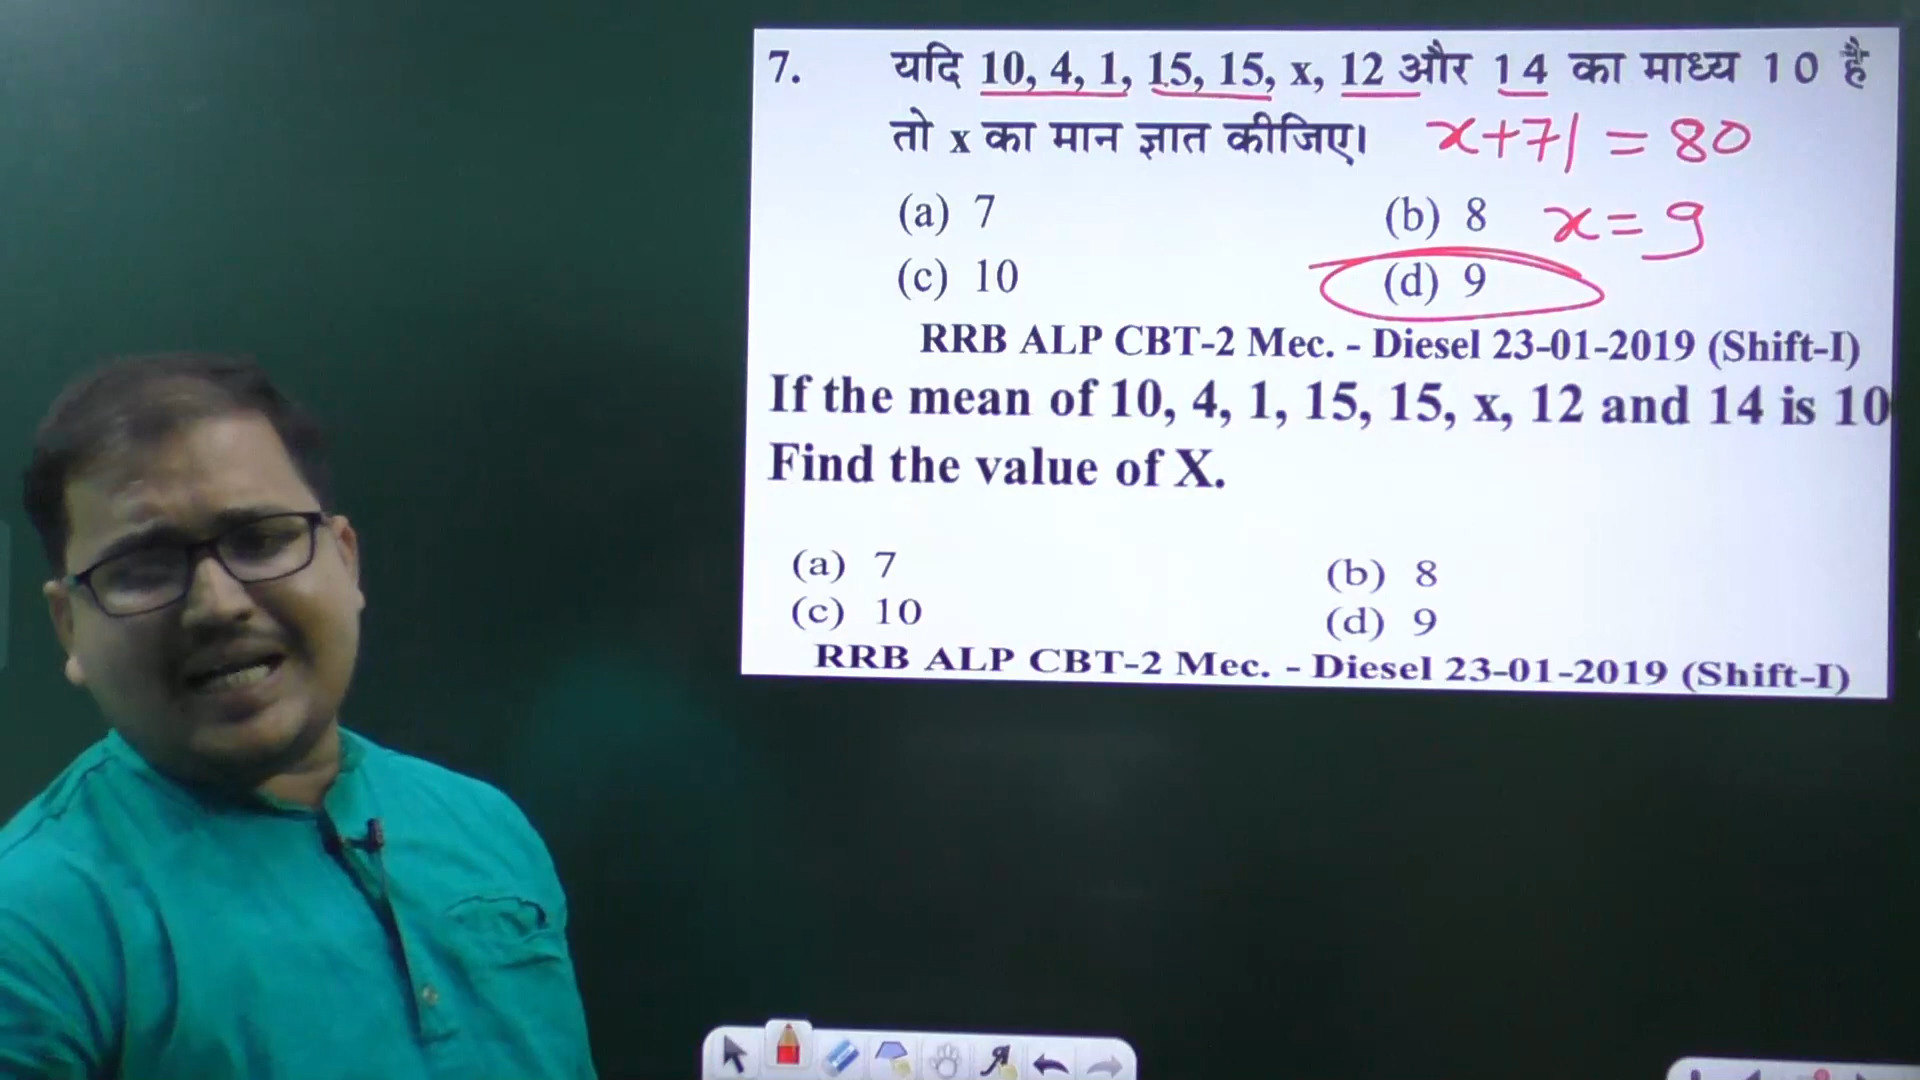 7. यदि 10, 4, 1, 15, 15, x, 12 और 14 का माध्य 10 है
तो x का मान ज्ञात कीजिए। x+71 = 80
(a) 7 (b) 8 x=9
(c) 10 (d) 9
RRB ALP CBT-2 Mec. - Diesel 23-01-2019 (Shift-I)
If the mean of 10, 4, 1, 15, 15, x, 12 and 14 is 10
Find the value of X.
(a) 7 (b) 8
(c) 10 (d) 9
RRB ALP CBT-2 Mec. - Diesel 23-01-2019 (Shift-I)